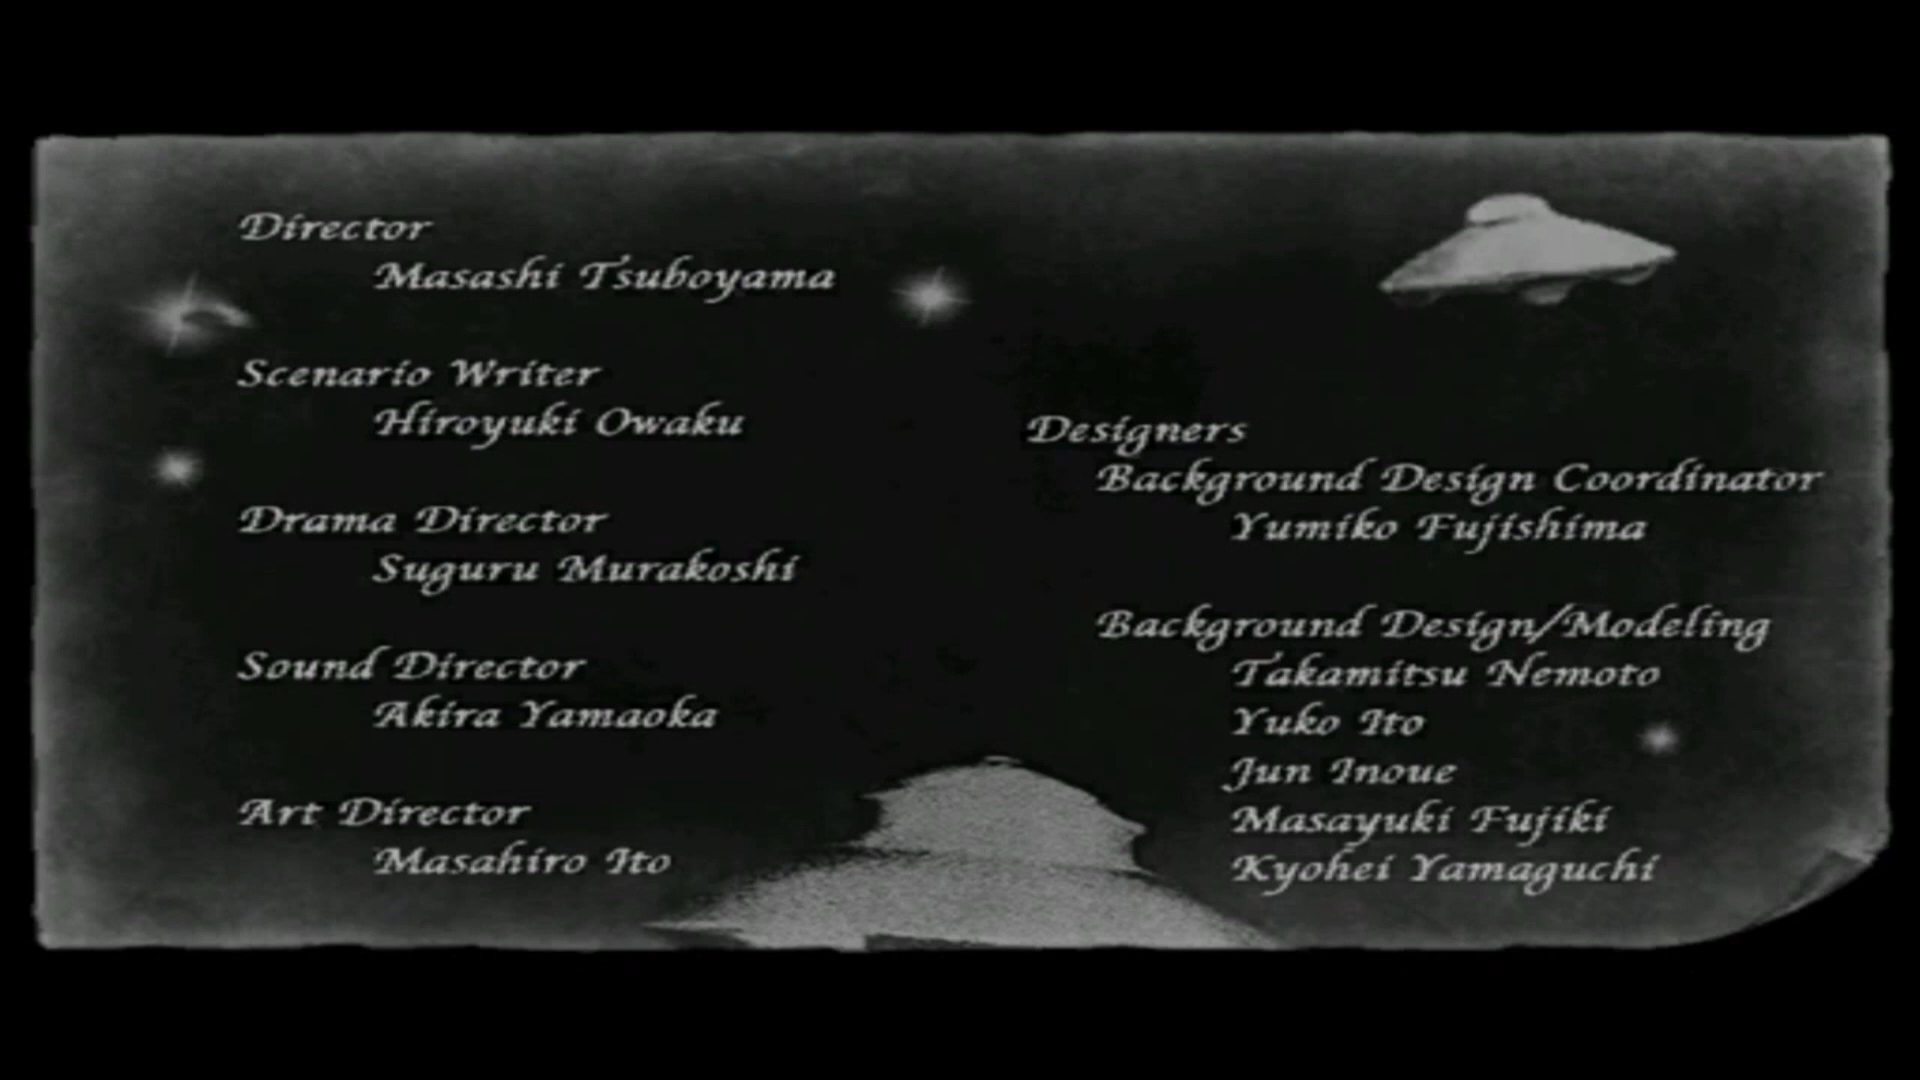 Director
Masashi Tsuboyama
Scenario Writer
Hiroyuki Owaku
Drama Director
Suguru Murakoshi
Sound Director
Akira Yamaoka
Art Director
Masahiro Ito
Designers
Background Design Coordinator
Yumiko Fujishima
Background Design/Modeling
Takamitsu Nemoto
Yuko Ito
Jun Inoue
Masayuki Fujiki
Kyohei Yamaguchi